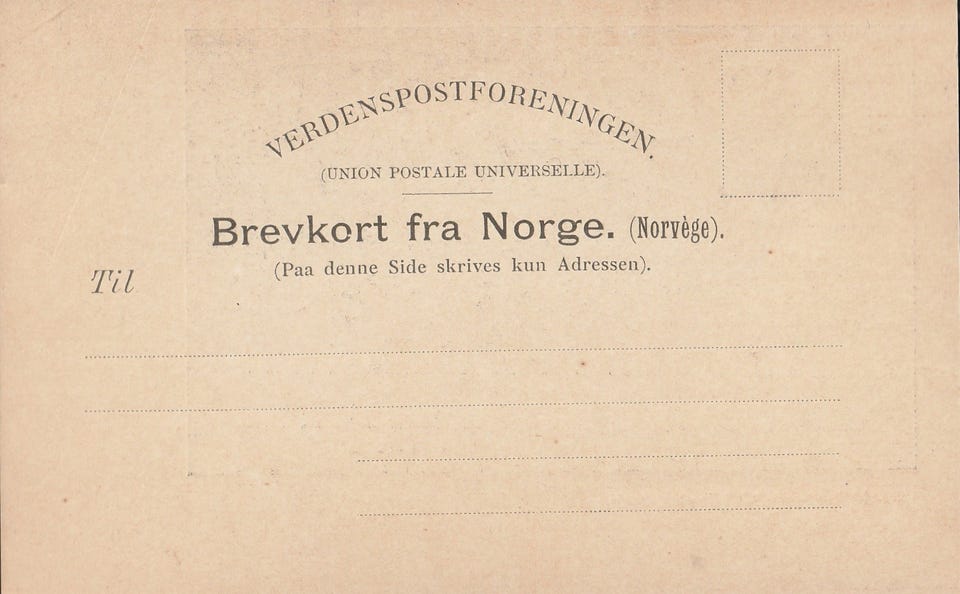 VERDENSPOSTFORENINGEN.
(UNION POSTALE UNIVERSELLE).
Brevkort fra Norge. (Norvège).
(Paa denne Side skrives kun Adressen).
Til